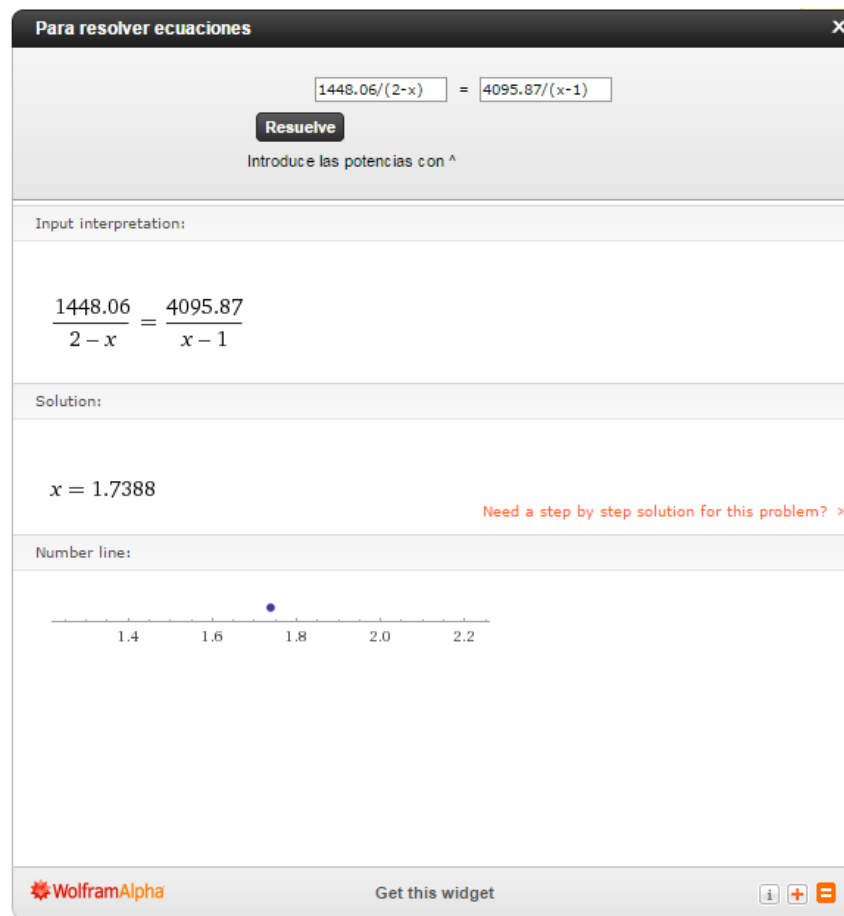 Para resolver ecuaciones ×
1448.06/(2-x) = 4095.87/(x-1)
Resuelve
Introduce las potencias con ^
Input interpretation:
1448.06 / 2 − x = 4095.87 / x − 1
Solution:
x = 1.7388
Need a step by step solution for this problem? >
Number line:
1.4 1.6 1.8 2.0 2.2
WolframAlpha Get this widget i + =